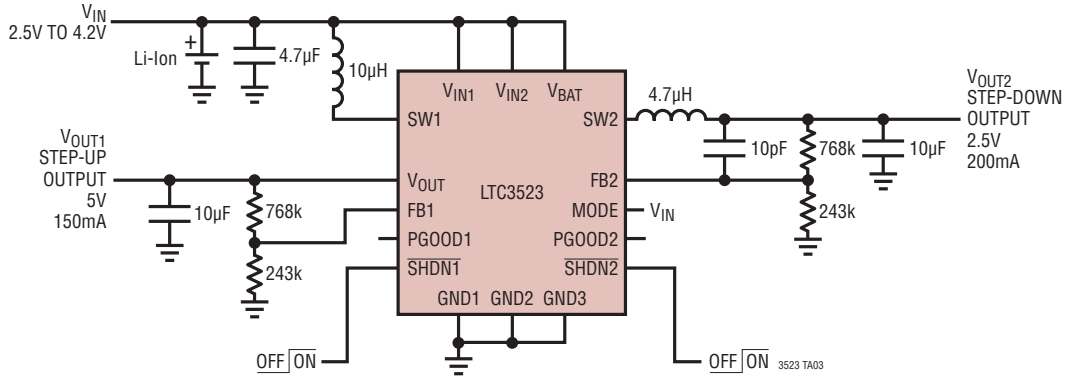 VIN
2.5V TO 4.2V
Li-Ion
+
4.7µF
10µH
VIN1
VIN2
VBAT
SW1
SW2
4.7µH
VOUT2
STEP-DOWN
OUTPUT
2.5V
200mA
10pF
768k
10µF
VOUT1
STEP-UP
OUTPUT
5V
150mA
10µF
768k
243k
VOUT
FB1
PGOOD1
SHDN1
LTC3523
FB2
MODE
VIN
PGOOD2
SHDN2
243k
GND1
GND2
GND3
OFF ON
OFF ON
3523 TA03